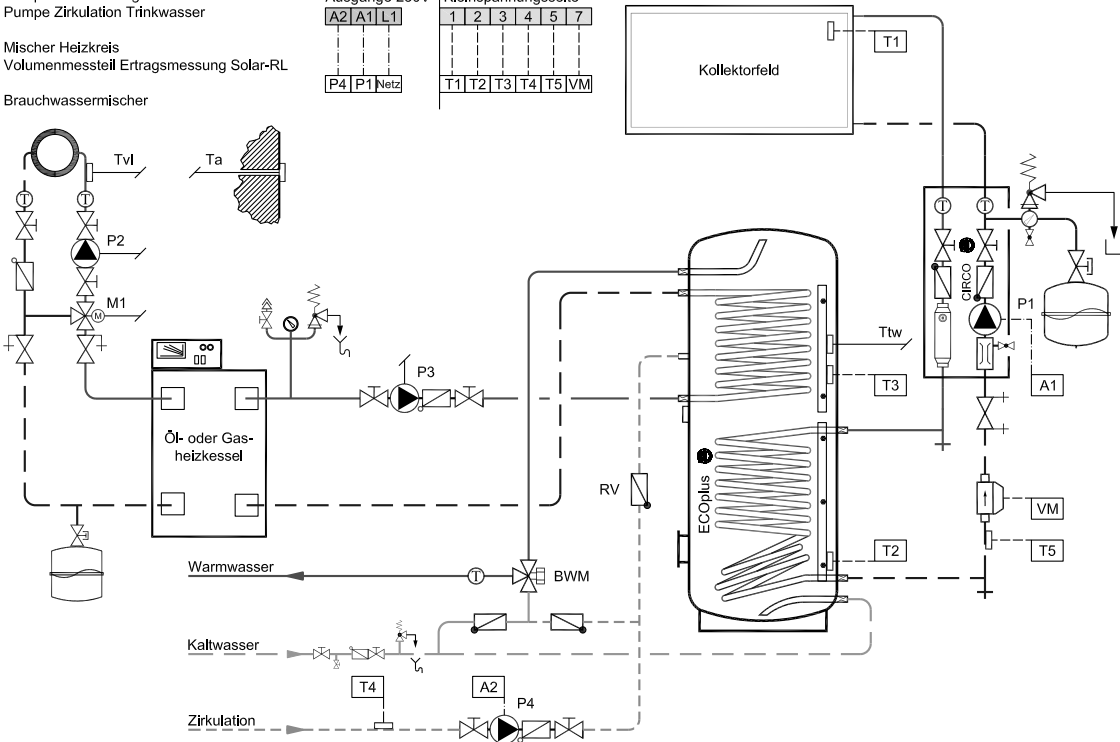 Pumpe Zirkulation Trinkwasser
Mischer Heizkreis
Volumenmessteil Ertragsmessung Solar-RL
Brauchwassermischer
A2 A1 L1
1 2 3 4 5 7
P4 P1 Netz
T1 T2 T3 T4 T5 VM
T1
Kollektorfeld
Tvl
Ta
T
T
T
T
P2
CIRCO
P1
M1
M
Ttw
P3
T3
A1
Öl- oder Gas-
heizkessel
RV
ECOplus
VM
T2
T5
Warmwasser
T
BWM
Kaltwasser
T4
A2
P4
Zirkulation